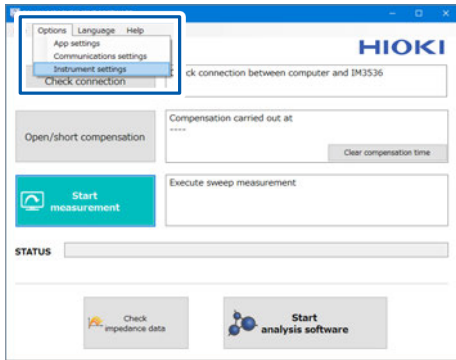 Options Language Help
App settings
Communications settings
Instrument settings
HIOKI
Check connection
ck connection between computer and IM3536
Open/short compensation
Compensation carried out at
----
Clear compensation time
Start
measurement
Execute sweep measurement
STATUS
Check
impedance data
Start
analysis software